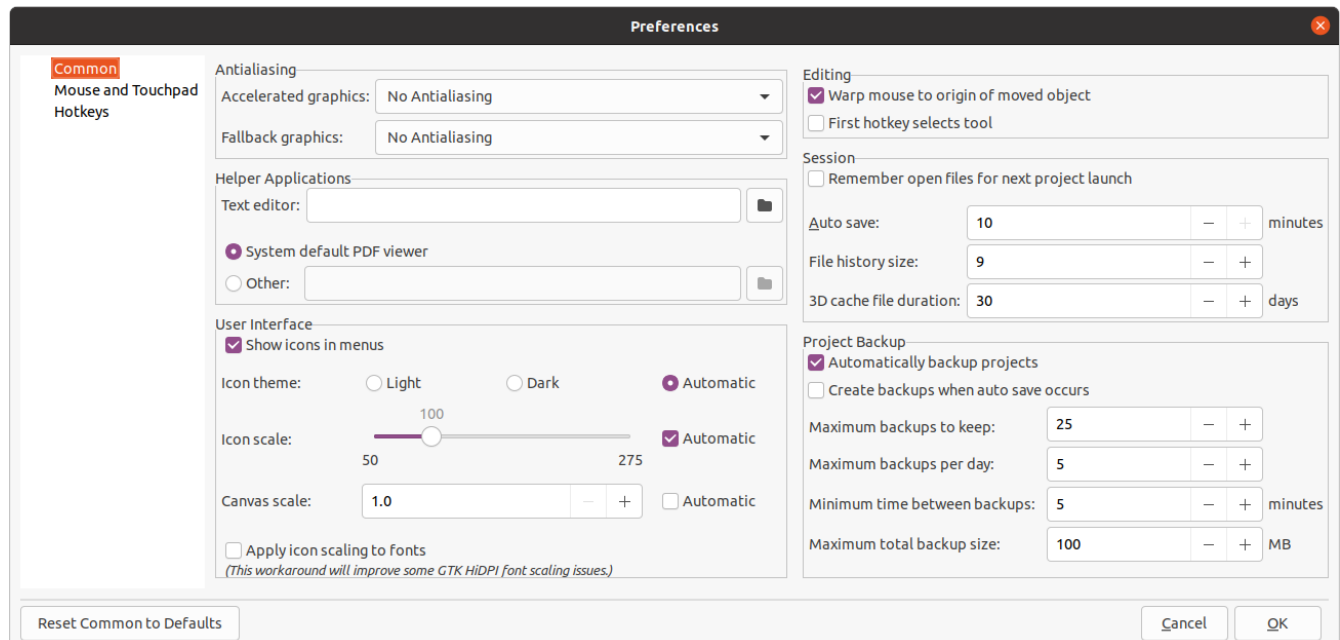 Preferences
Common
Mouse and Touchpad
Hotkeys
Antialiasing
Accelerated graphics: No Antialiasing
Fallback graphics: No Antialiasing
Helper Applications
Text editor:
System default PDF viewer
Other:
User Interface
Show icons in menus
Icon theme: Light Dark Automatic
100
Icon scale: Automatic
50 275
Canvas scale: 1.0 Automatic
Apply icon scaling to fonts
(This workaround will improve some GTK HiDPI font scaling issues.)
Editing
Warp mouse to origin of moved object
First hotkey selects tool
Session
Remember open files for next project launch
Auto save: 10 − + minutes
File history size: 9 − +
3D cache file duration: 30 − + days
Project Backup
Automatically backup projects
Create backups when auto save occurs
Maximum backups to keep: 25 − +
Maximum backups per day: 5 − +
Minimum time between backups: 5 − + minutes
Maximum total backup size: 100 − + MB
Reset Common to Defaults
Cancel
OK